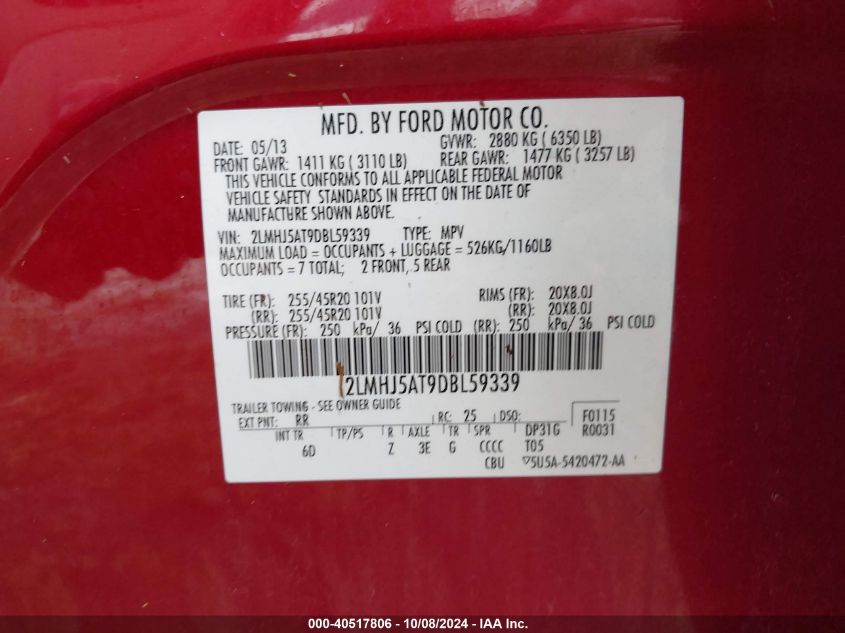 MFD. BY FORD MOTOR CO.
DATE: 05/13 GVWR: 2880 KG ( 6350 LB)
FRONT GAWR: 1411 KG ( 3110 LB) REAR GAWR: 1477 KG ( 3257 LB)
THIS VEHICLE CONFORMS TO ALL APPLICABLE FEDERAL MOTOR
VEHICLE SAFETY STANDARDS IN EFFECT ON THE DATE OF
MANUFACTURE SHOWN ABOVE.
VIN: 2LMHJ5AT9DBL59339 TYPE: MPV
MAXIMUM LOAD = OCCUPANTS + LUGGAGE = 526KG/1160LB
OCCUPANTS = 7 TOTAL; 2 FRONT, 5 REAR
TIRE (FR): 255/45R20 101V RIMS (FR): 20X8.0J
(RR): 255/45R20 101V (RR): 20X8.0J
PRESSURE (FR): 250 kPa/ 36 PSI COLD (RR): 250 kPa/ 36 PSI COLD
2LMHJ5AT9DBL59339
TRAILER TOWING - SEE OWNER GUIDE
EXT PNT: RR RC: 25 DSO: F0115
INT TR TP/PS R AXLE TR SPR DP31G R0031
6D Z 3E G CCCC T05
CBU ▽5U5A-5420472-AA
000-40517806 - 10/08/2024 - IAA Inc.